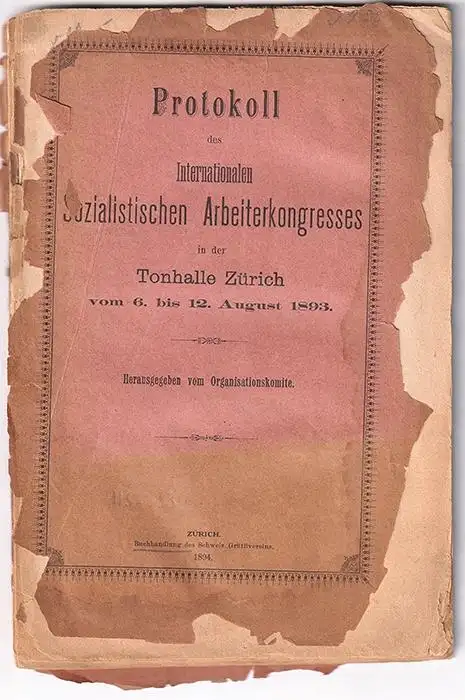 Protokoll
des
Internationalen
Sozialistischen Arbeiterkongresses
in der
Tonhalle Zürich
vom 6. bis 12. August 1893.
Herausgegeben vom Organisationskomite.
ZÜRICH.
Buchhandlung des Schweiz. Grütlivereins.
1894.